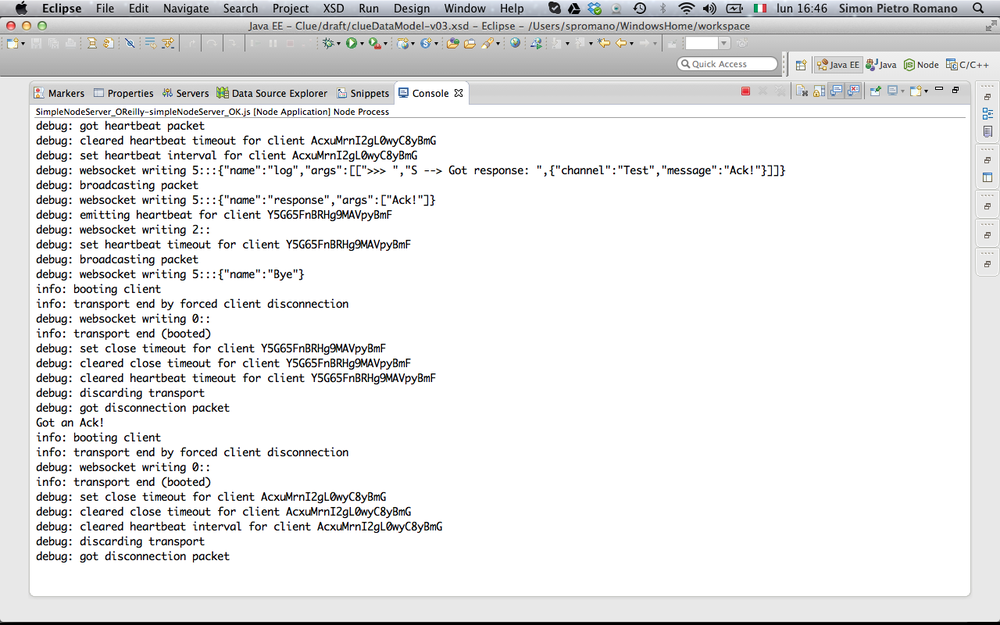 Eclipse File Edit Navigate Search Project XSD Run Design Window Help lun 16:46 Simon Pietro Romano
Java EE - Clue/draft/clueDataModel-v03.xsd - Eclipse - /Users/spromano/WindowsHome/workspace
Quick Access Java EE Java Node C/C++
Markers Properties Servers Data Source Explorer Snippets Console
SimpleNodeServer_OReilly-simpleNodeServer_OK.js [Node Application] Node Process
debug: got heartbeat packet
debug: cleared heartbeat timeout for client AcxuMrnI2gL0wyC8yBmG
debug: set heartbeat interval for client AcxuMrnI2gL0wyC8yBmG
debug: websocket writing 5:::{"name":"log","args":[[">>> ","S --> Got response: ",{"channel":"Test","message":"Ack!"}]]}
debug: broadcasting packet
debug: websocket writing 5:::{"name":"response","args":["Ack!"]}
debug: emitting heartbeat for client Y5G65FnBRHg9MAVpyBmF
debug: websocket writing 2::
debug: set heartbeat timeout for client Y5G65FnBRHg9MAVpyBmF
debug: broadcasting packet
debug: websocket writing 5:::{"name":"Bye"}
info: booting client
info: transport end by forced client disconnection
debug: websocket writing 0::
info: transport end (booted)
debug: set close timeout for client Y5G65FnBRHg9MAVpyBmF
debug: cleared close timeout for client Y5G65FnBRHg9MAVpyBmF
debug: cleared heartbeat timeout for client Y5G65FnBRHg9MAVpyBmF
debug: discarding transport
debug: got disconnection packet
Got an Ack!
info: booting client
info: transport end by forced client disconnection
debug: websocket writing 0::
info: transport end (booted)
debug: set close timeout for client AcxuMrnI2gL0wyC8yBmG
debug: cleared close timeout for client AcxuMrnI2gL0wyC8yBmG
debug: cleared heartbeat interval for client AcxuMrnI2gL0wyC8yBmG
debug: discarding transport
debug: got disconnection packet